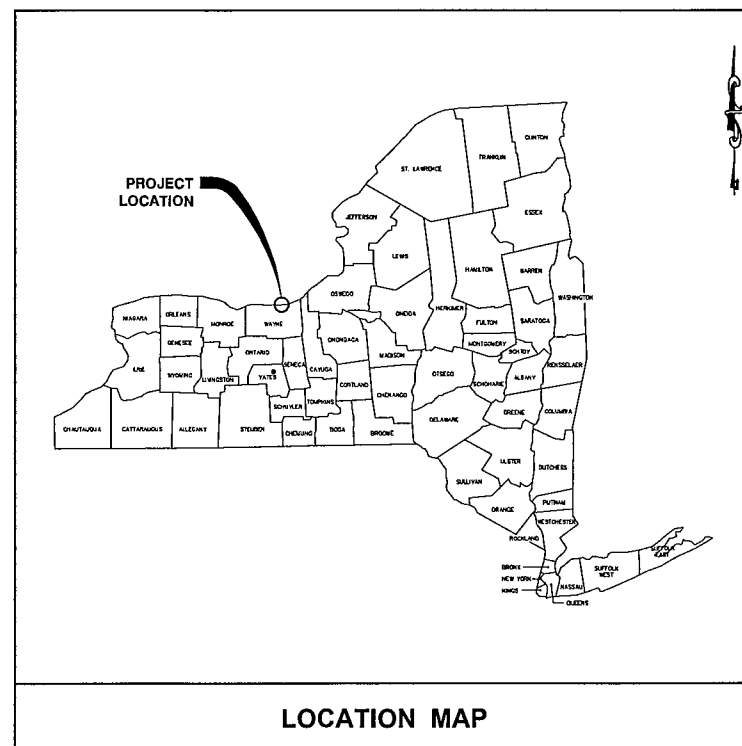 CLINTON
FRANKLIN
ST. LAWRENCE
PROJECT
LOCATION
ESSEX
JEFFERSON
LEWIS
HAMILTON
WARREN
WASHINGTON
OSWEGO
HERKIMER
ONEIDA
NIAGARA
ORLEANS
MONROE
WAYNE
FULTON
SARATOGA
MONTGOMERY
GENESEE
ONONGAGA
MADISON
SCHTDY
RENSSELAER
ERIE
ONTARIO
SENECA
CAYUGA
OTSEGO
WYOMING
LIVINGSTON
YATES
CORTLAND
CHENANGO
SCHOHARIE
ALBANY
SCHUYLER
TOMPKINS
GREENE
COLUMBIA
CHAUTAUQUA
CATTARAUGUS
ALLEGANY
STEUBEN
CHEMUNG
TIOGA
BROOME
DELAWARE
ULSTER
DUTCHESS
SULLIVAN
PUTNAM
ORANGE
WESTCHESTER
ROCKLAND
BRONX
NEW YORK
KINGS
NASSAU
QUEENS
SUFFOLK
WEST
SUFFOLK
EAST
LOCATION MAP